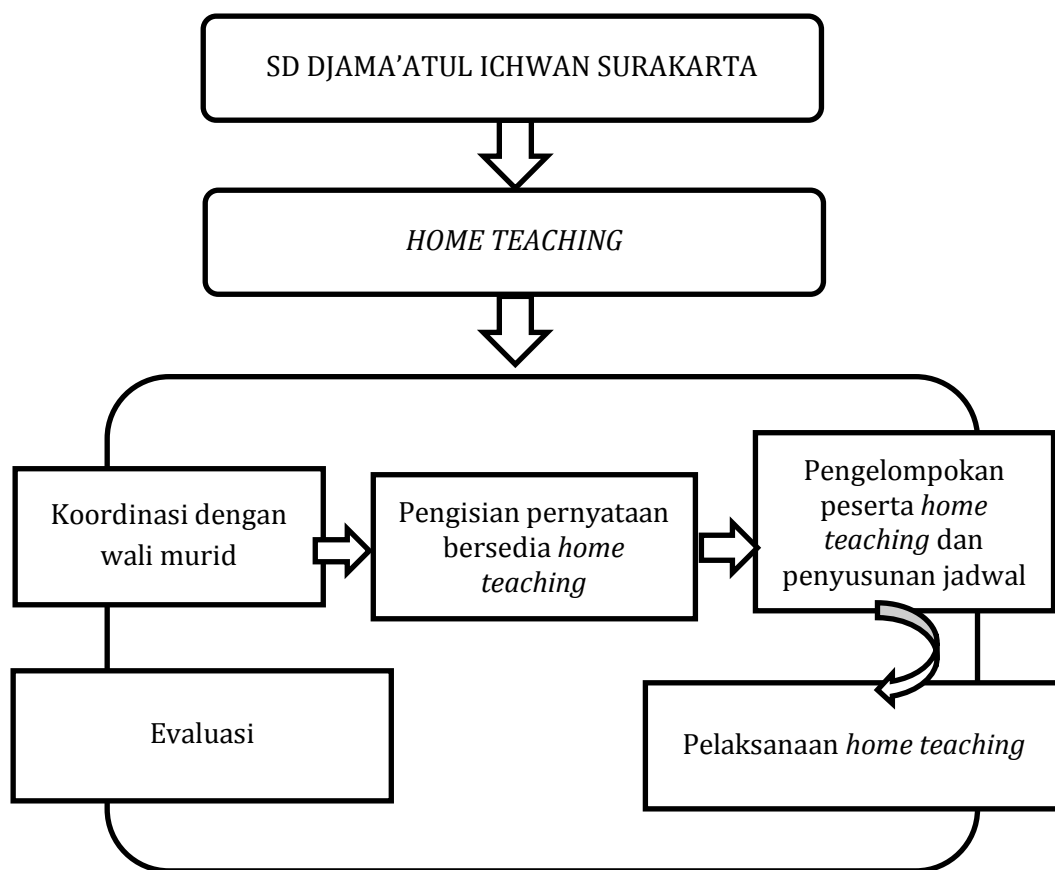 SD DJAMA’ATUL ICHWAN SURAKARTA
HOME TEACHING
Koordinasi dengan
wali murid
Pengisian pernyataan
bersedia home
teaching
Pengelompokan
peserta home
teaching dan
penyusunan jadwal
Evaluasi
Pelaksanaan home teaching